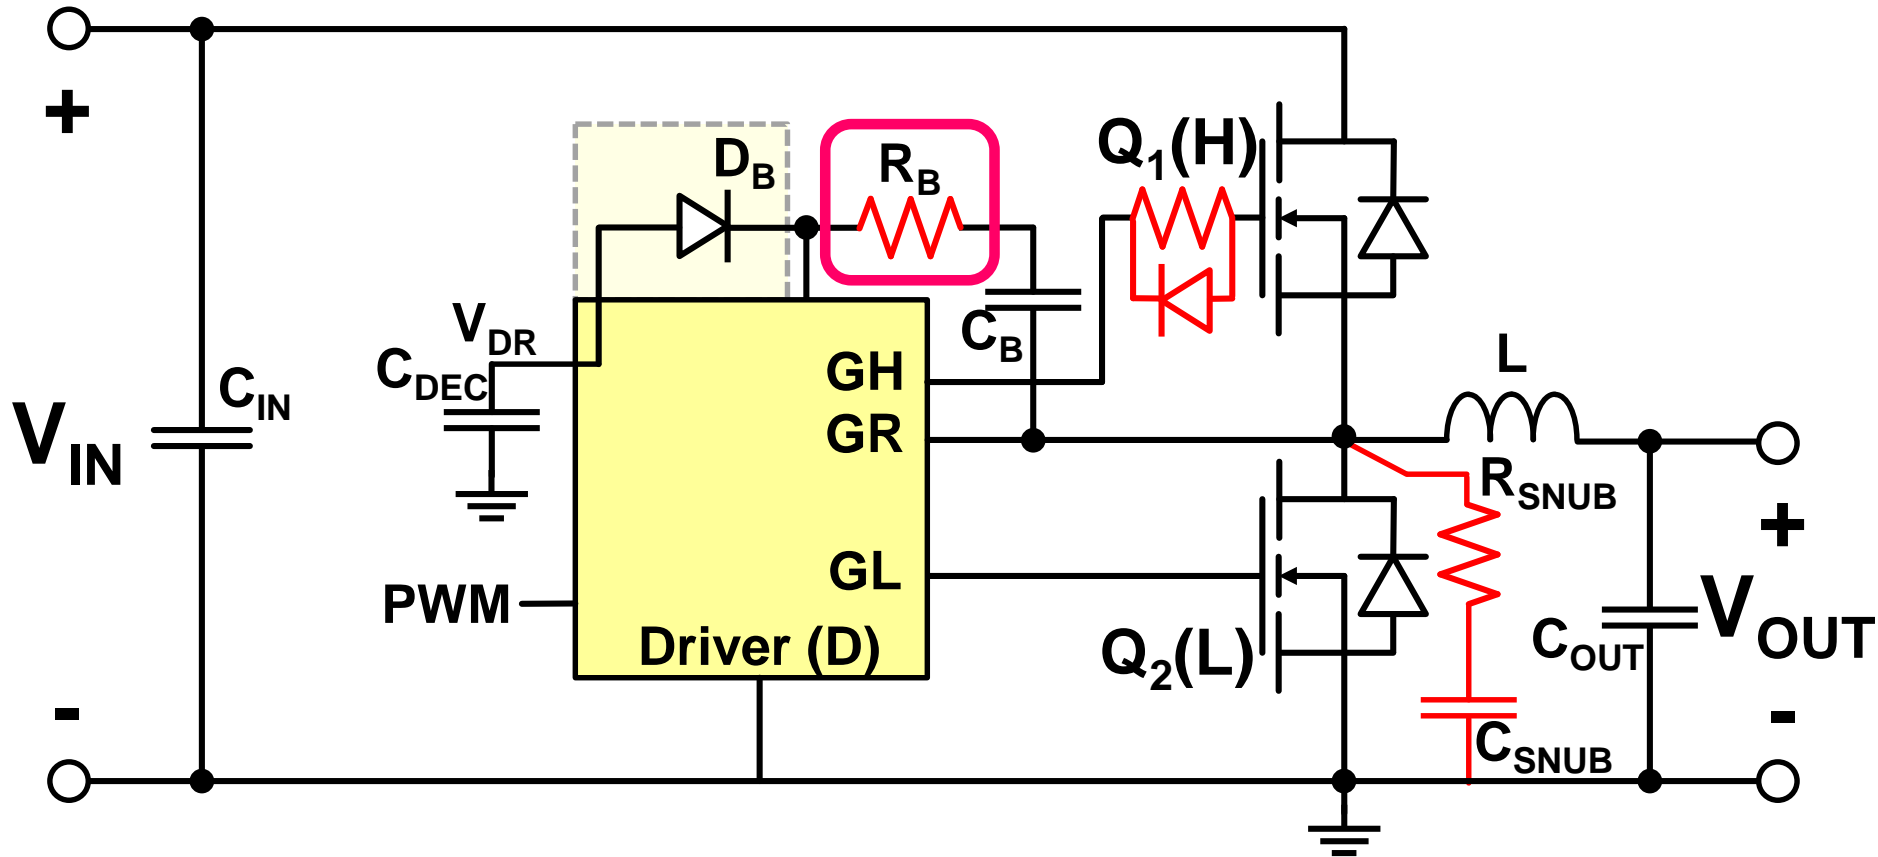 +
V_IN
-
C_IN
D_B
R_B
Q_1(H)
V_DR
C_DEC
C_B
GH
GR
GL
PWM
Driver (D)
Q_2(L)
L
R_SNUB
C_SNUB
C_OUT
+
V_OUT
-